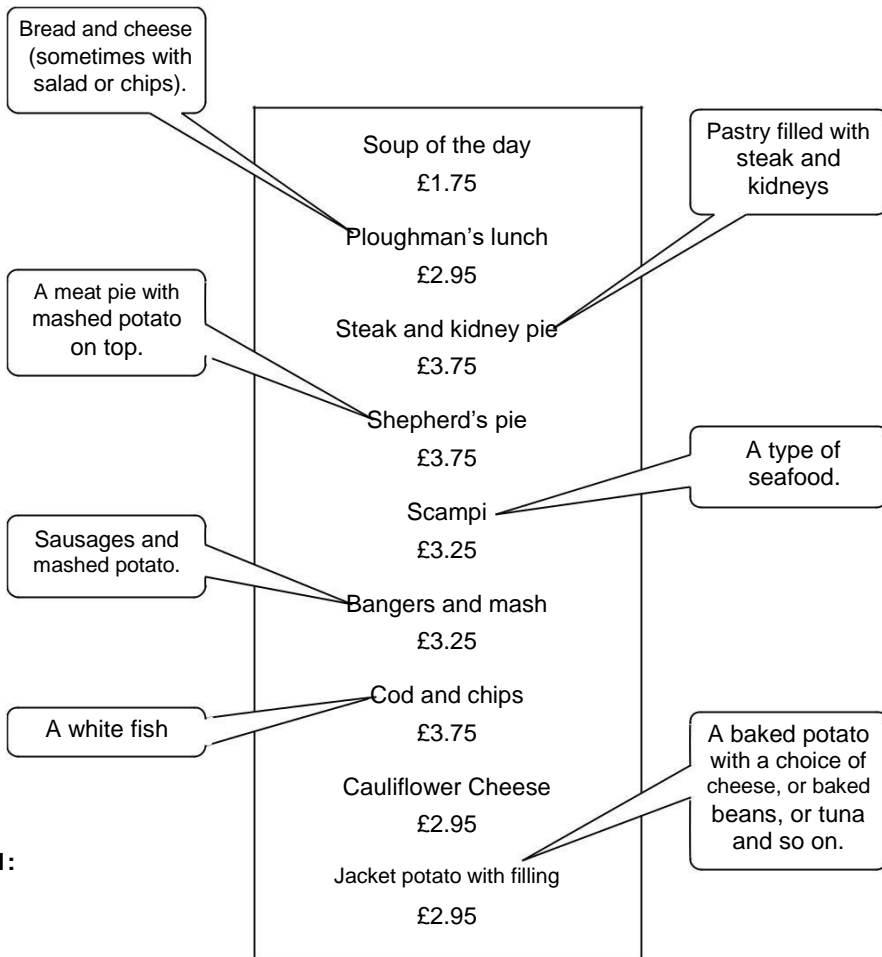 Bread and cheese
(sometimes with
salad or chips).
Soup of the day
£1.75
Pastry filled with
steak and
kidneys
Ploughman’s lunch
£2.95
A meat pie with
mashed potato
on top.
Steak and kidney pie
£3.75
Shepherd’s pie
£3.75
A type of
seafood.
Scampi
£3.25
Sausages and
mashed potato.
Bangers and mash
£3.25
Cod and chips
£3.75
A white fish
A baked potato
with a choice of
cheese, or baked
beans, or tuna
and so on.
Cauliflower Cheese
£2.95
Jacket potato with filling
£2.95